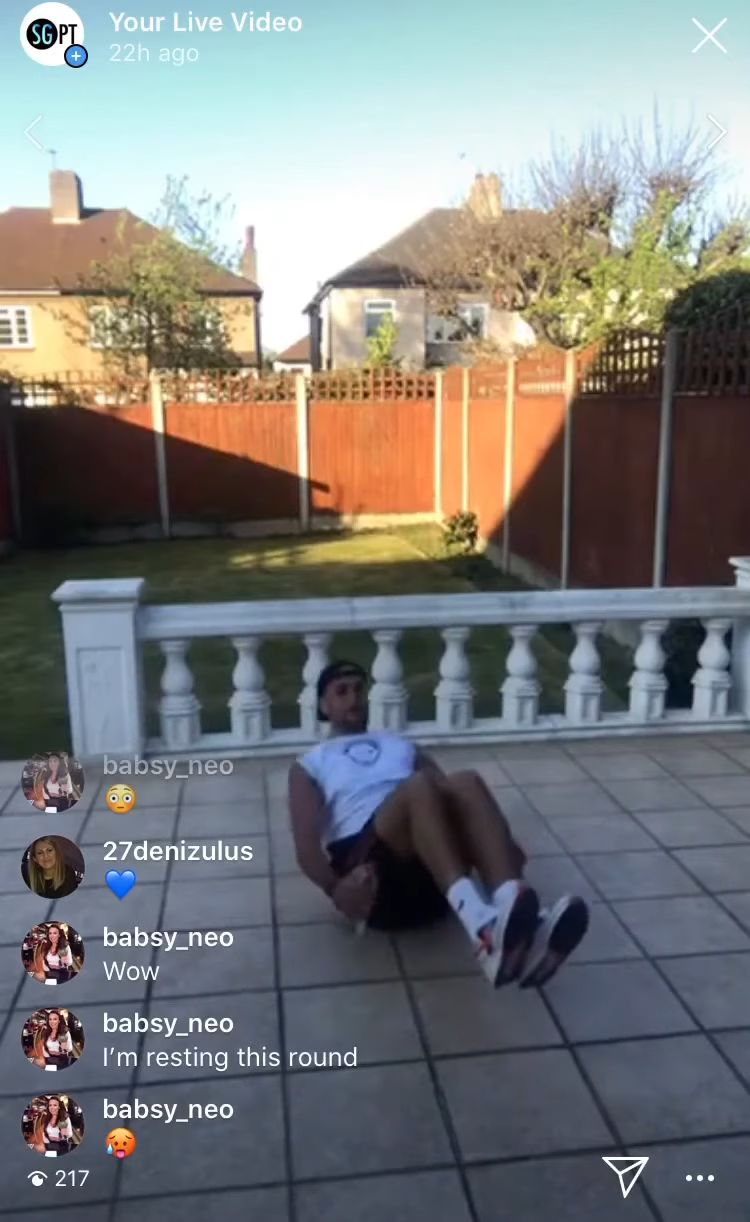 SGPT
Your Live Video
22h ago
babsy_neo
😳
27denizulus
💙
babsy_neo
Wow
babsy_neo
I'm resting this round
babsy_neo
🥵
217